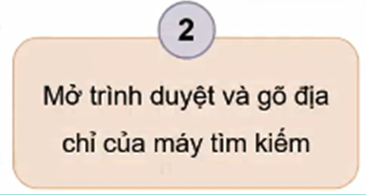 2
Mở trình duyệt và gõ địa
chỉ của máy tìm kiếm